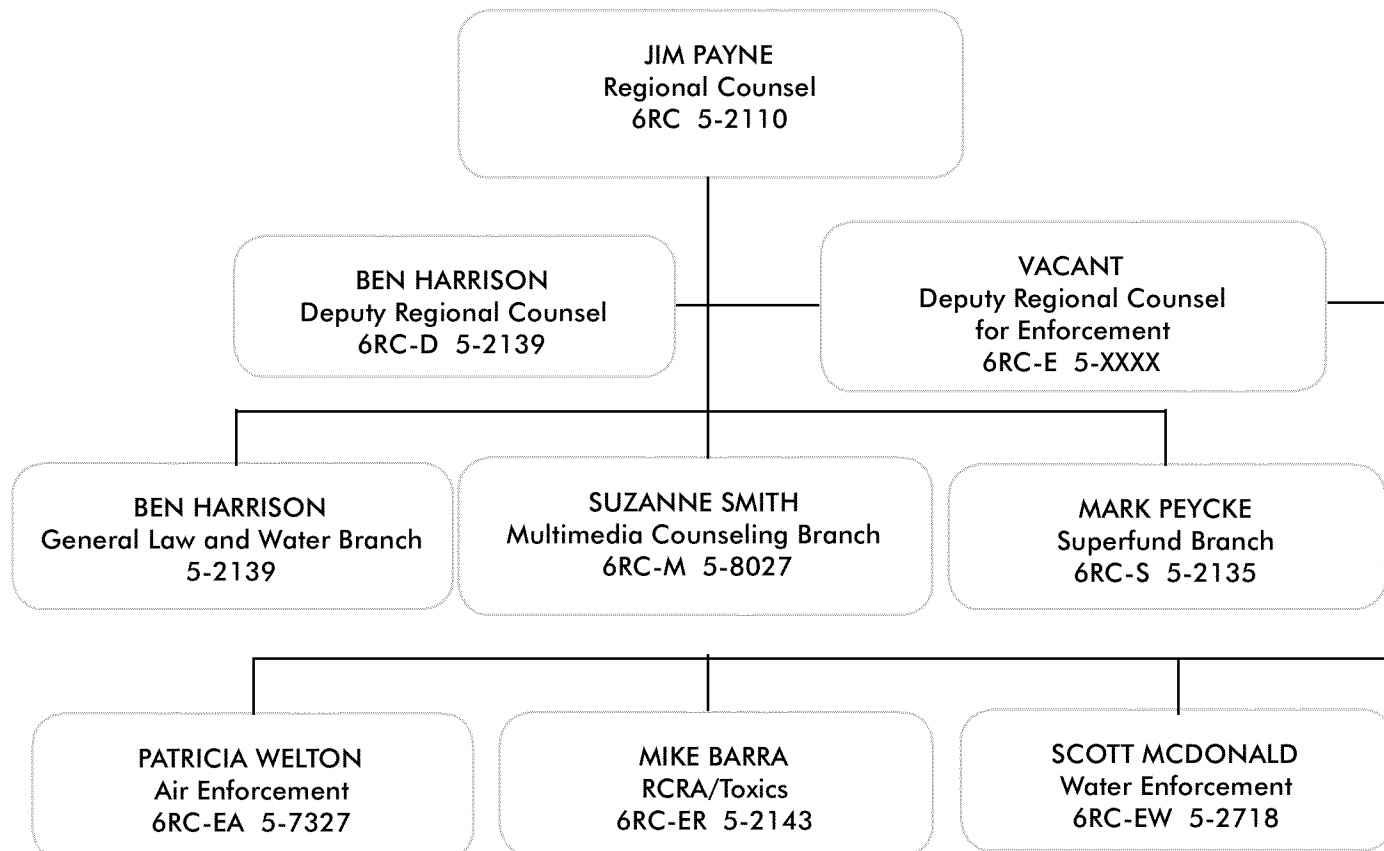 JIM PAYNE
Regional Counsel
6RC 5-2110
BEN HARRISON
Deputy Regional Counsel
6RC-D 5-2139
VACANT
Deputy Regional Counsel
for Enforcement
6RC-E 5-XXXX
BEN HARRISON
General Law and Water Branch
5-2139
SUZANNE SMITH
Multimedia Counseling Branch
6RC-M 5-8027
MARK PEYCKE
Superfund Branch
6RC-S 5-2135
PATRICIA WELTON
Air Enforcement
6RC-EA 5-7327
MIKE BARRA
RCRA/Toxics
6RC-ER 5-2143
SCOTT MCDONALD
Water Enforcement
6RC-EW 5-2718